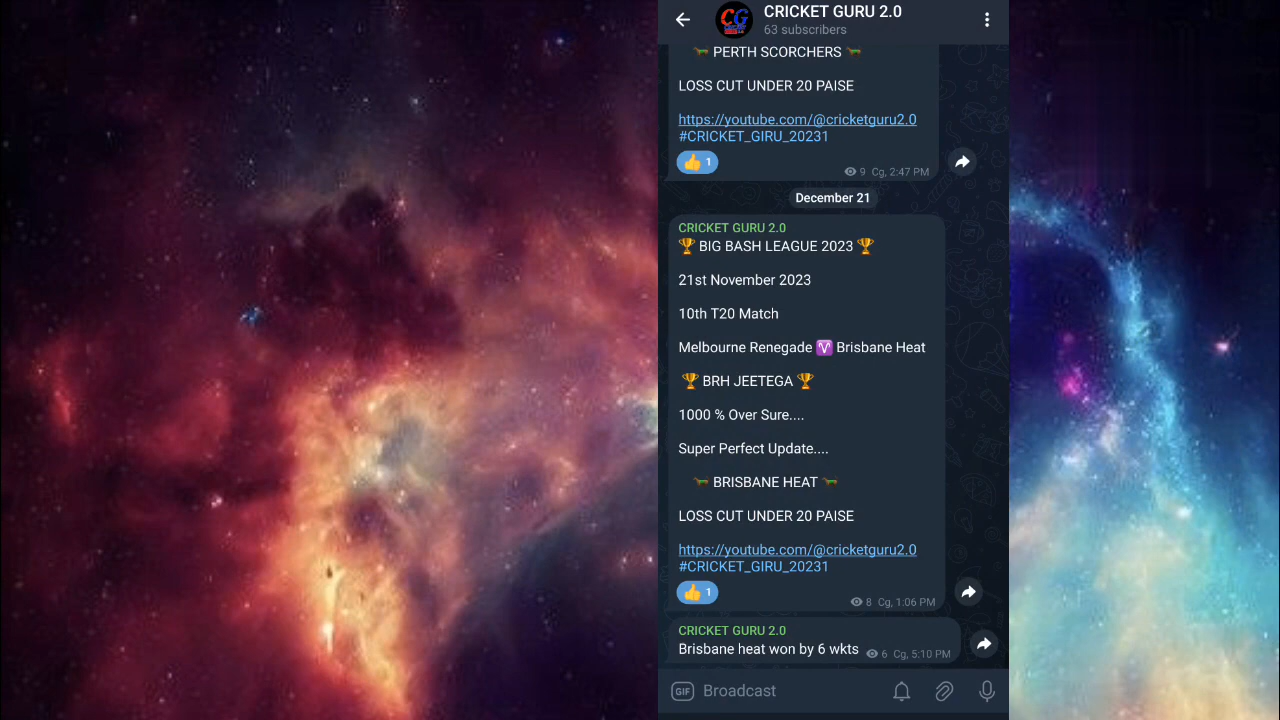 CRICKET GURU 2.0
63 subscribers
PERTH SCORCHERS
LOSS CUT UNDER 20 PAISE
https://youtube.com/@cricketguru2.0
#CRICKET_GIRU_20231
👍 1
9 Cg, 2:47 PM
December 21
CRICKET GURU 2.0
🏆 BIG BASH LEAGUE 2023 🏆
21st November 2023
10th T20 Match
Melbourne Renegade ♈ Brisbane Heat
🏆 BRH JEETEGA 🏆
1000 % Over Sure....
Super Perfect Update....
BRISBANE HEAT
LOSS CUT UNDER 20 PAISE
https://youtube.com/@cricketguru2.0
#CRICKET_GIRU_20231
👍 1
8 Cg, 1:06 PM
CRICKET GURU 2.0
Brisbane heat won by 6 wkts 6 Cg, 5:10 PM
GIF Broadcast